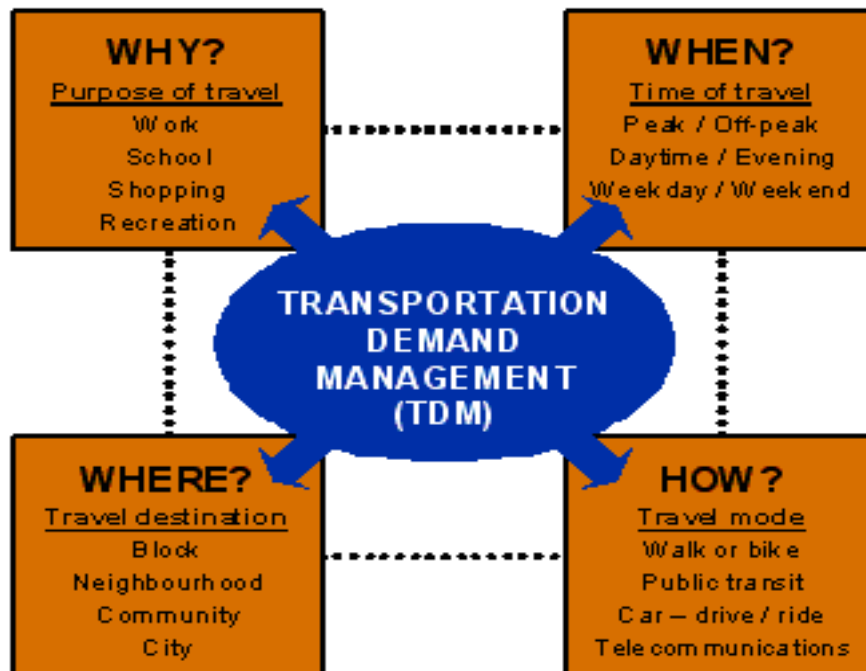 WHY?
Purpose of travel
Work
School
Shopping
Recreation
WHEN?
Time of travel
Peak / Off-peak
Daytime / Evening
Weekday / Weekend
TRANSPORTATION
DEMAND
MANAGEMENT
(TDM)
WHERE?
Travel destination
Block
Neighbourhood
Community
City
HOW?
Travel mode
Walk or bike
Public transit
Car – drive / ride
Telecommunications